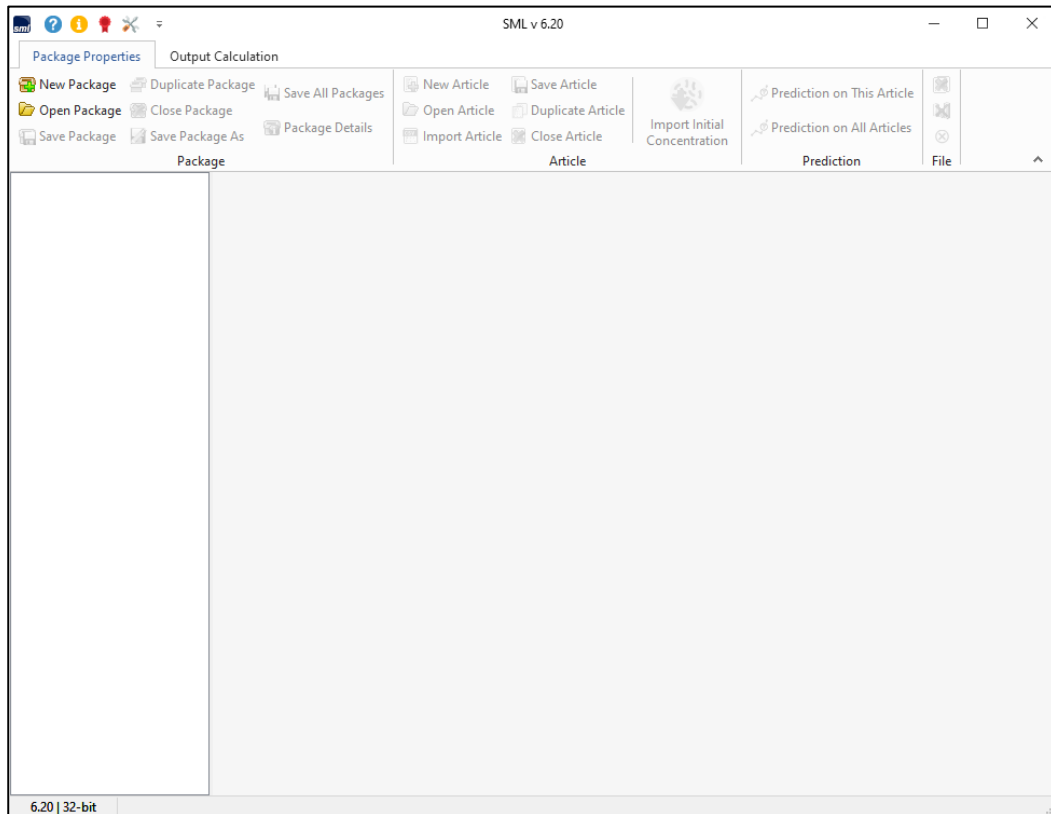 sml
SML v 6.20
Package Properties
Output Calculation
New Package
Duplicate Package
Save All Packages
Open Package
Close Package
Package Details
Save Package
Save Package As
Package
New Article
Save Article
Open Article
Duplicate Article
Import Article
Close Article
Import Initial
Concentration
Article
Prediction on This Article
Prediction on All Articles
Prediction
File
6.20 | 32-bit